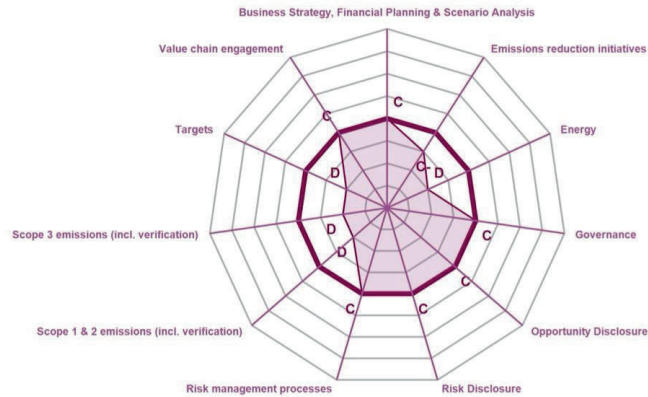 Business Strategy, Financial Planning & Scenario Analysis
Value chain engagement
Emissions reduction initiatives
C
C
Targets
Energy
D
C-
D
Scope 3 emissions (incl. verification)
D
C
Governance
D
C
Scope 1 & 2 emissions (incl. verification)
C
C
Opportunity Disclosure
Risk management processes
Risk Disclosure